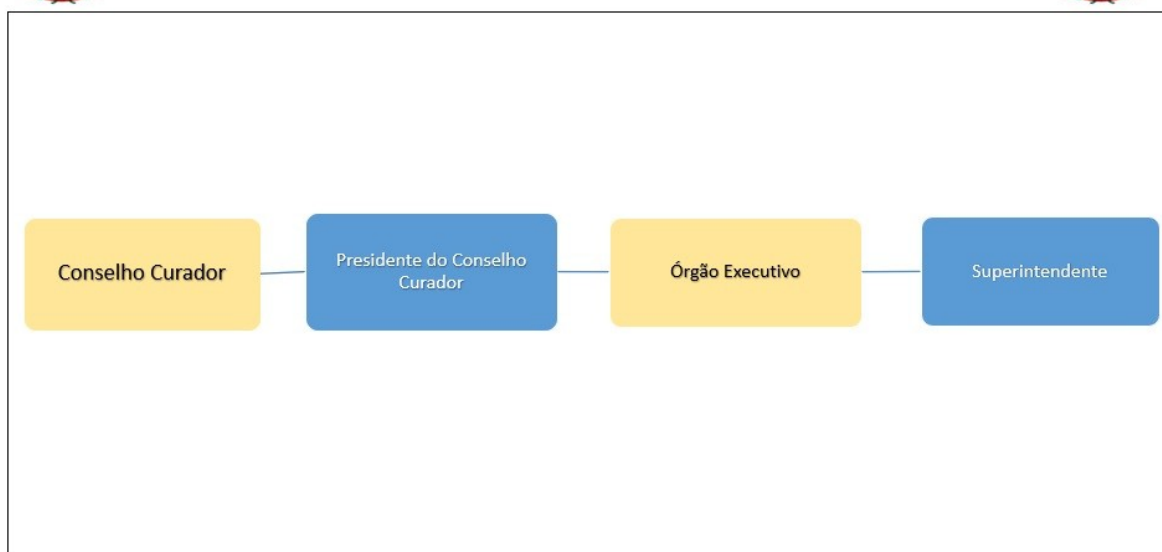 Conselho Curador
Presidente do Conselho
Curador
Órgão Executivo
Superintendente